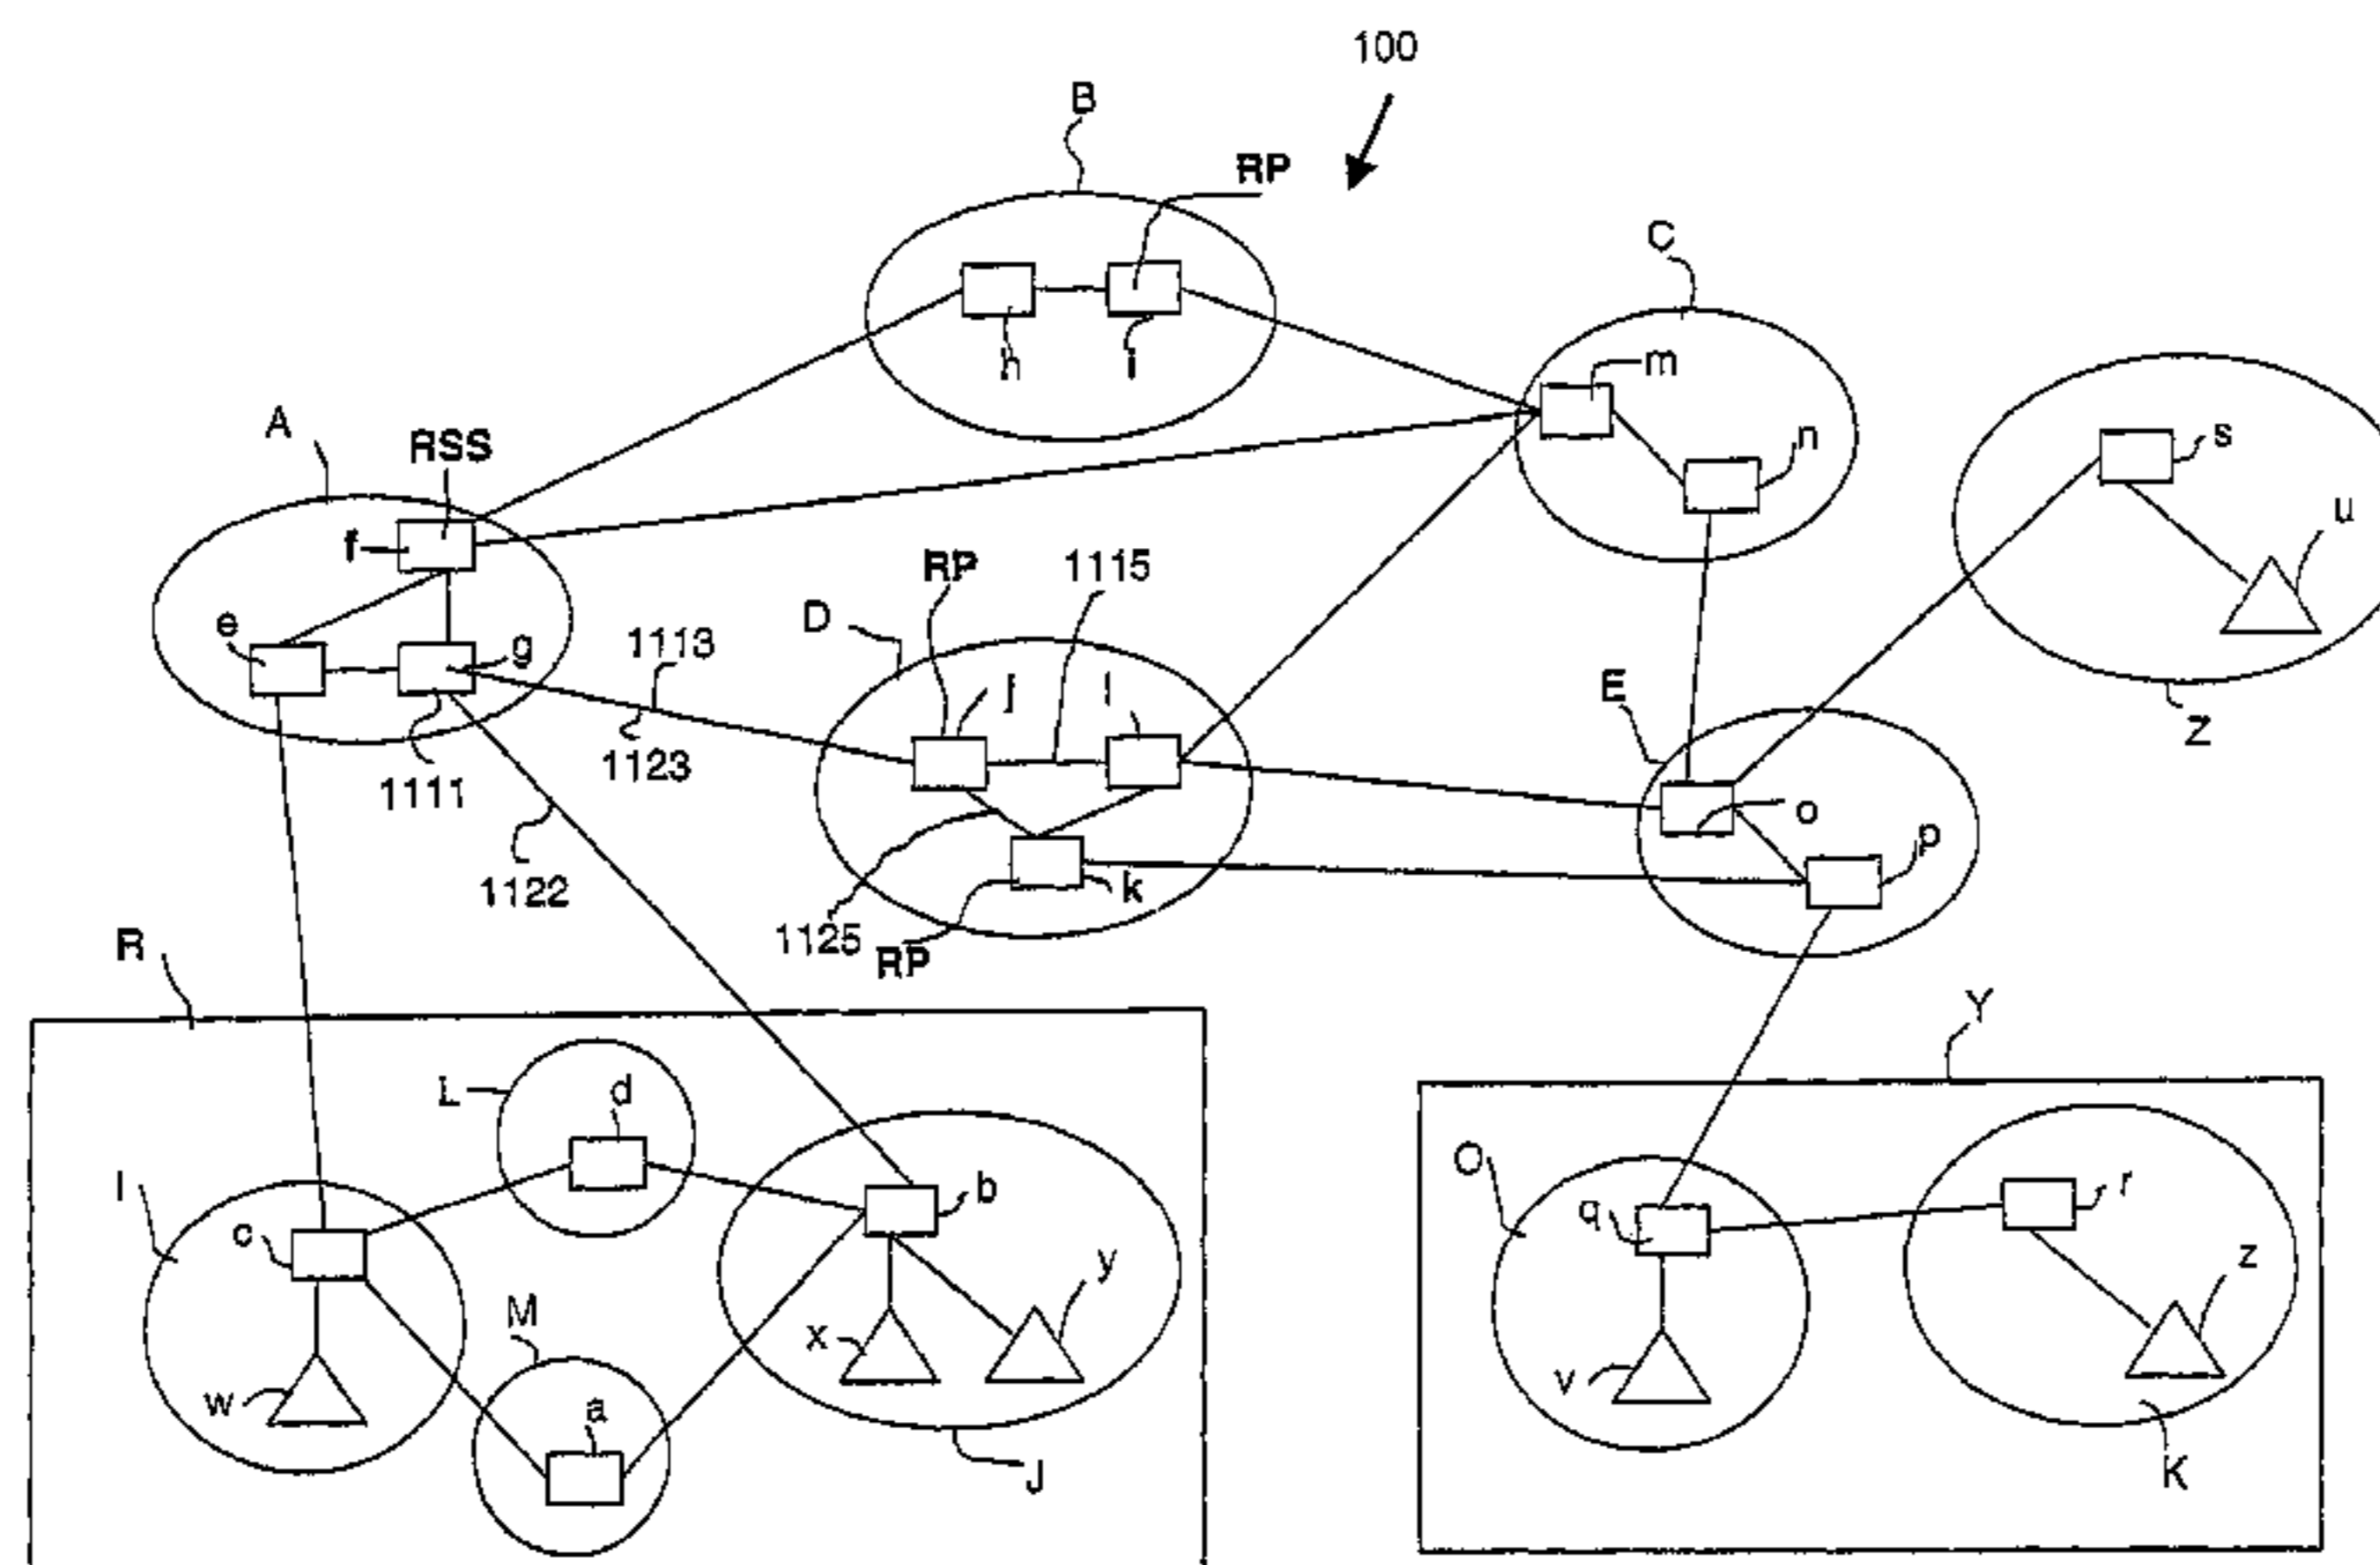 100
B
RP
C
h
i
m
n
s
u
A
RSS
f
e
g
1113
1123
1111
1122
D
RP
1115
j
l
1125
RP
k
E
o
p
Z
R
L
d
I
c
w
M
a
b
x
y
J
Y
O
q
r
v
z
K